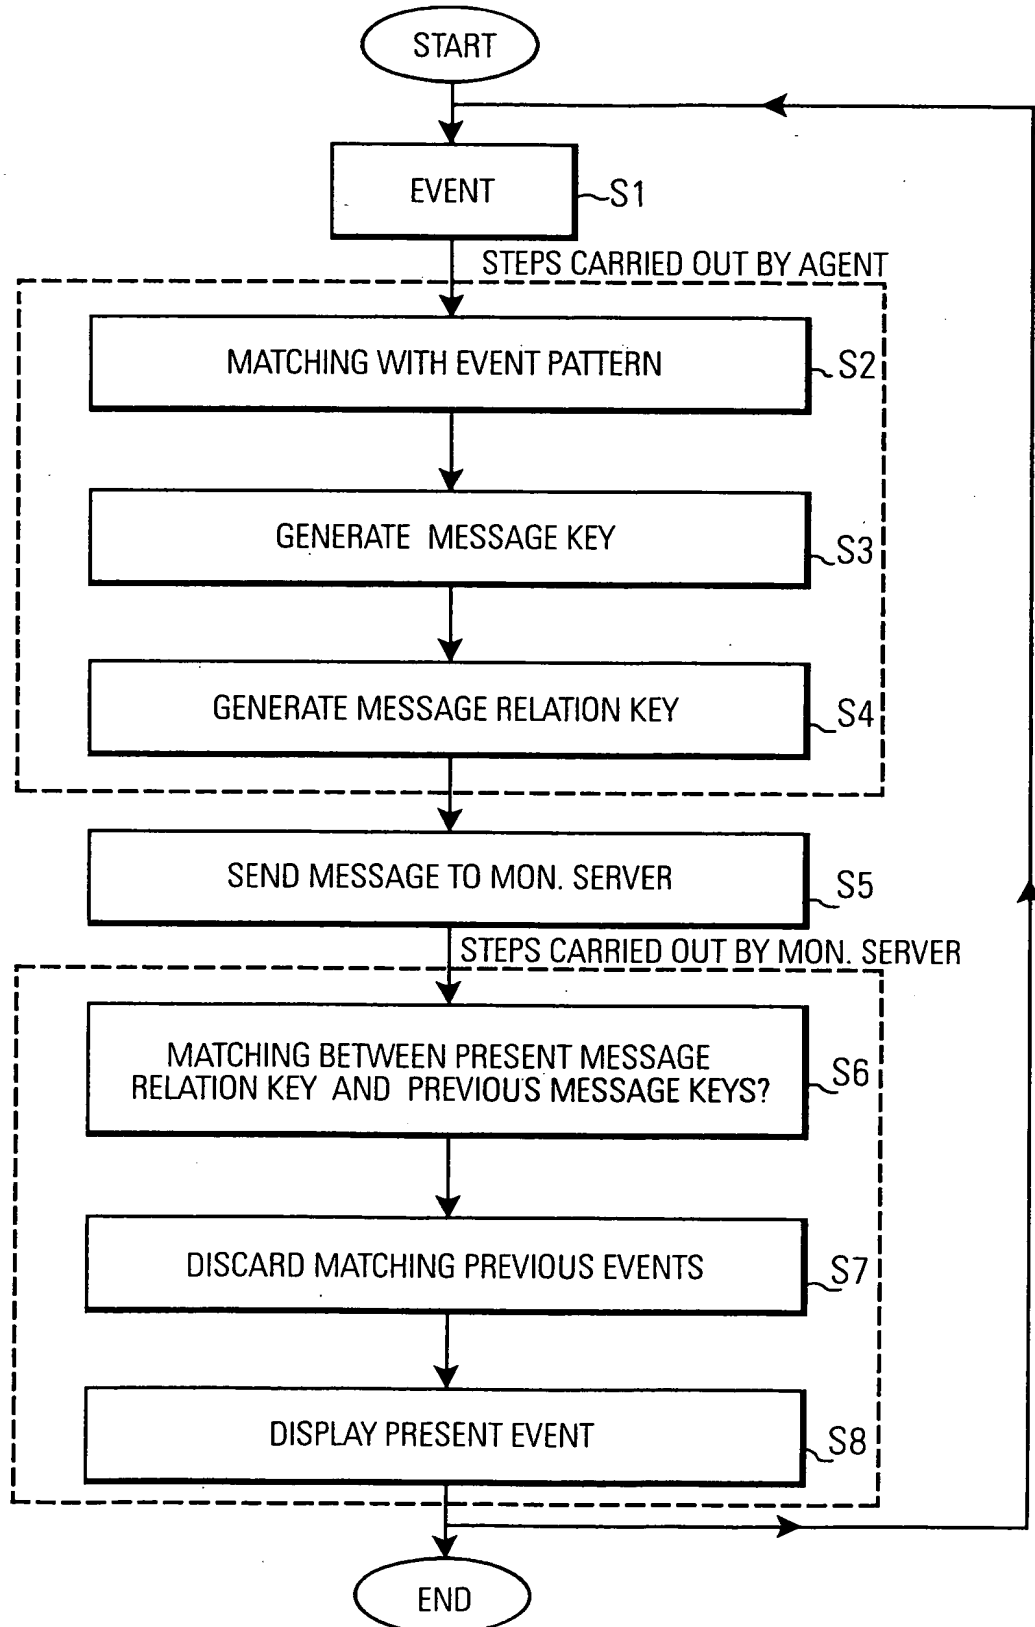 START
EVENT
S1
STEPS CARRIED OUT BY AGENT
MATCHING WITH EVENT PATTERN
S2
GENERATE MESSAGE KEY
S3
GENERATE MESSAGE RELATION KEY
S4
SEND MESSAGE TO MON. SERVER
S5
STEPS CARRIED OUT BY MON. SERVER
MATCHING BETWEEN PRESENT MESSAGE
RELATION KEY AND PREVIOUS MESSAGE KEYS?
S6
DISCARD MATCHING PREVIOUS EVENTS
S7
DISPLAY PRESENT EVENT
S8
END